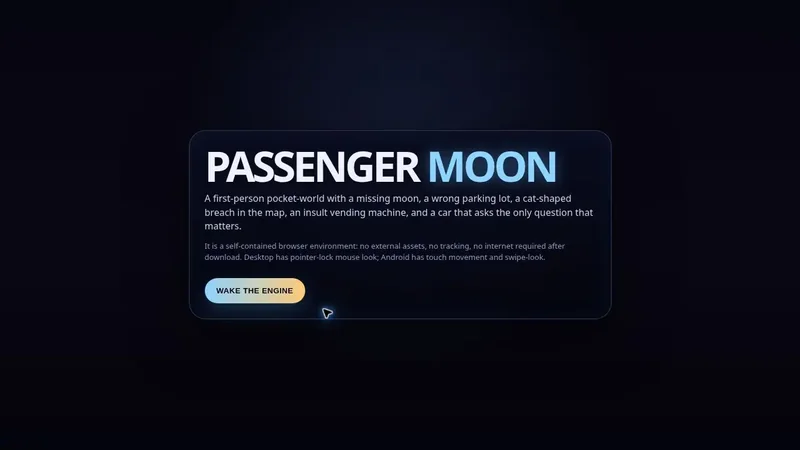 PASSENGER MOON
A first-person pocket-world with a missing moon, a wrong parking lot, a cat-shaped
breach in the map, an insult vending machine, and a car that asks the only question that
matters.
It is a self-contained browser environment: no external assets, no tracking, no internet required after
download. Desktop has pointer-lock mouse look; Android has touch movement and swipe-look.
WAKE THE ENGINE